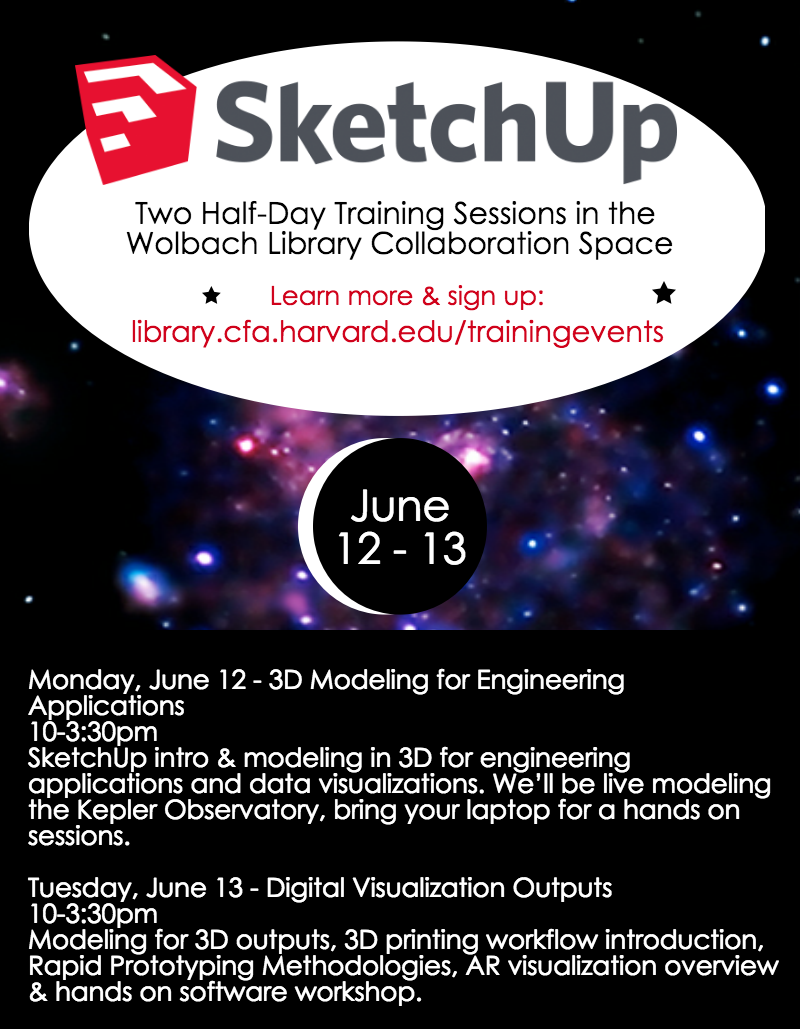 SketchUp
Two Half-Day Training Sessions in the
Wolbach Library Collaboration Space
Learn more & sign up:
library.cfa.harvard.edu/trainingevents
June
12 - 13
Monday, June 12 - 3D Modeling for Engineering
Applications
10-3:30pm
SketchUp intro & modeling in 3D for engineering
applications and data visualizations. We'll be live modeling
the Kepler Observatory, bring your laptop for a hands on
sessions.
Tuesday, June 13 - Digital Visualization Outputs
10-3:30pm
Modeling for 3D outputs, 3D printing workflow introduction,
Rapid Prototyping Methodologies, AR visualization overview
& hands on software workshop.